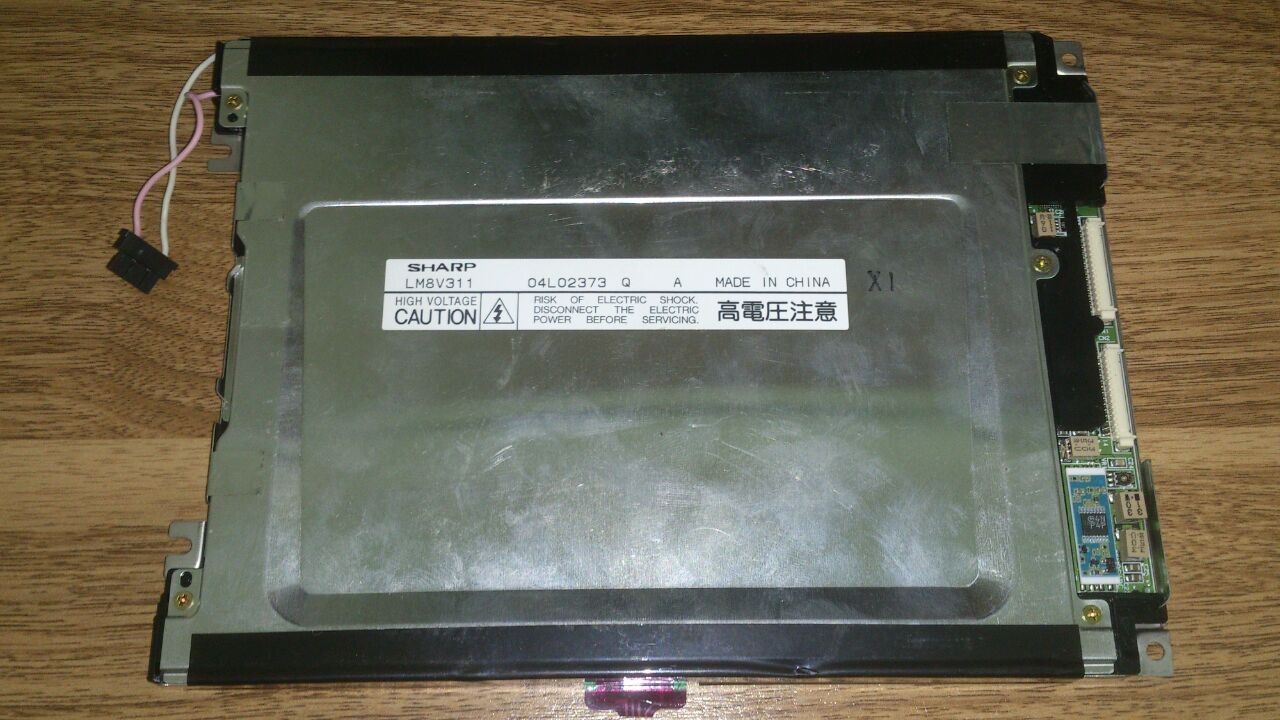 SHARP
LM8V311 04L02373 Q A MADE IN CHINA X1
HIGH VOLTAGE CAUTION
RISK OF ELECTRIC SHOCK.
DISCONNECT THE ELECTRIC
POWER BEFORE SERVICING.
高電圧注意
CN2